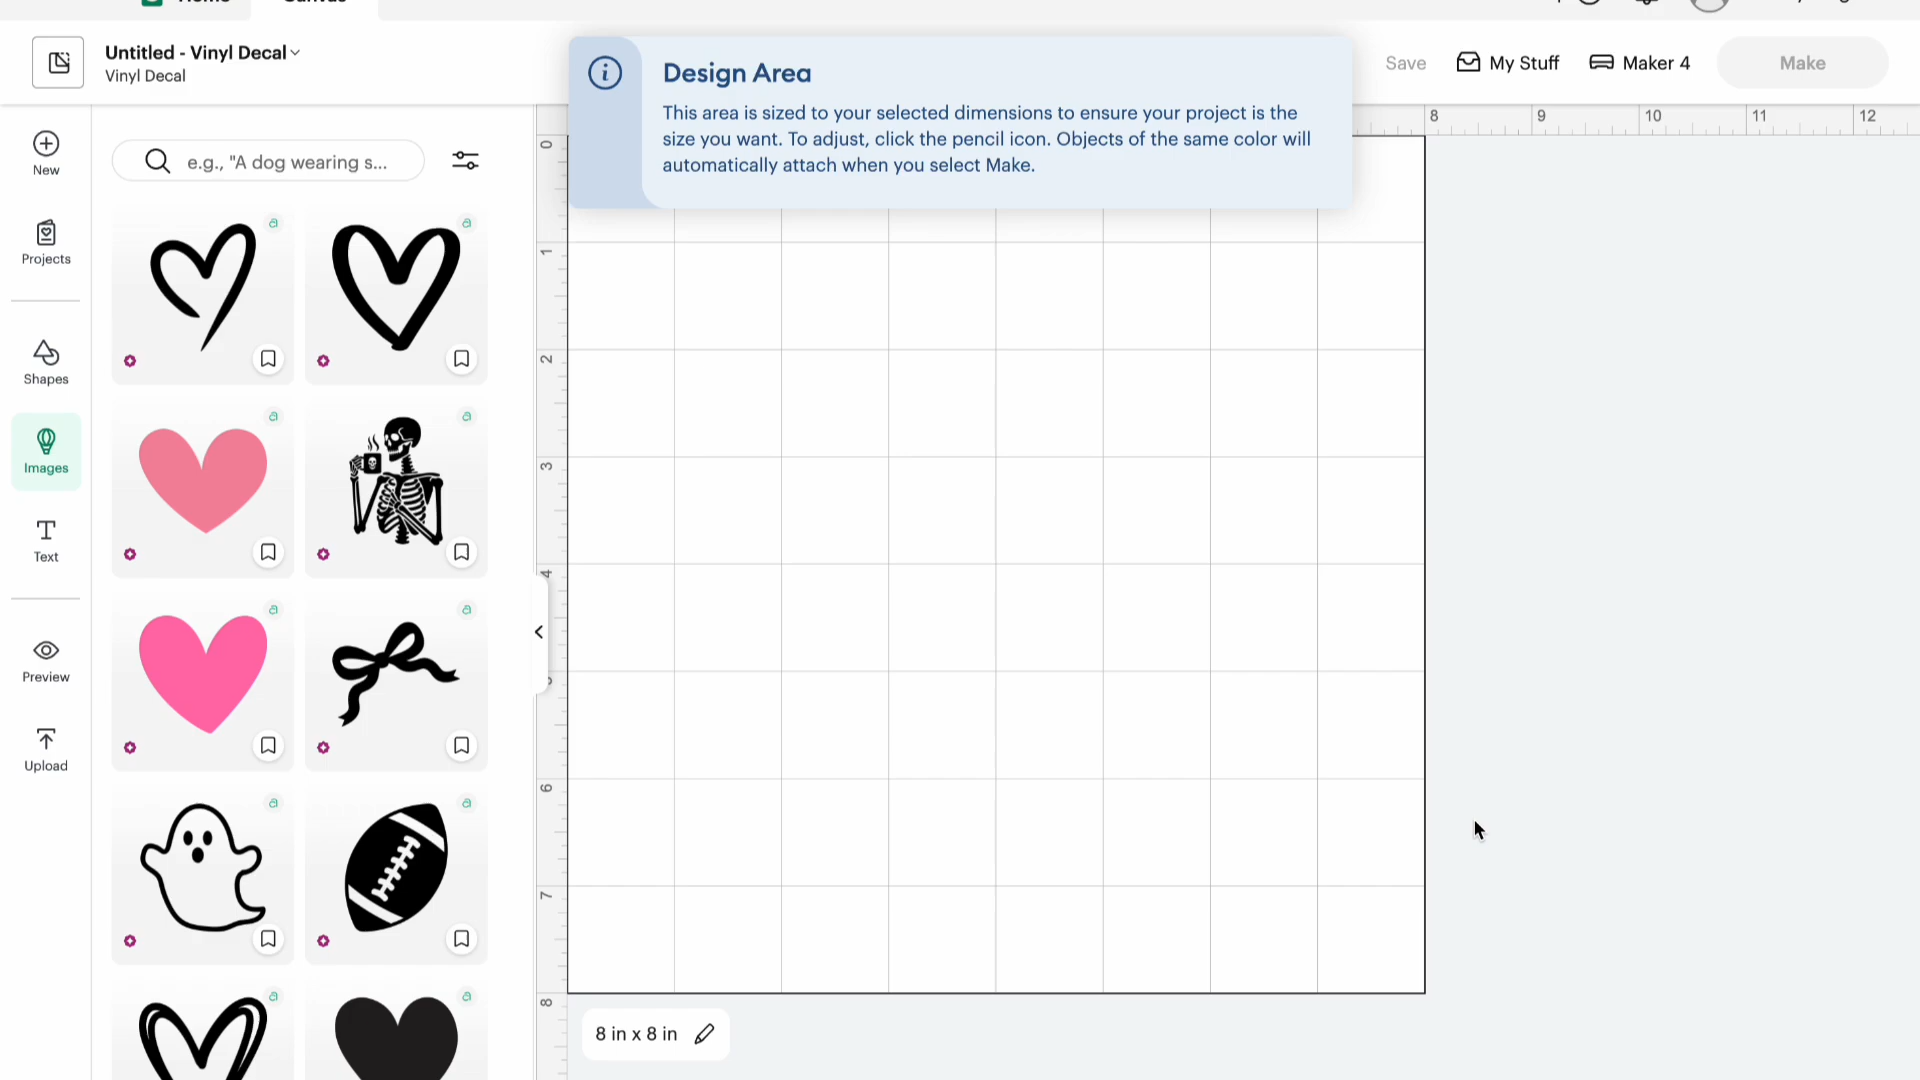 Home
Canvas
Untitled - Vinyl Decal
Vinyl Decal
Design Area
This area is sized to your selected dimensions to ensure your project is the
size you want. To adjust, click the pencil icon. Objects of the same color will
automatically attach when you select Make.
Save
My Stuff
Maker 4
Make
New
Projects
Shapes
Images
Text
Preview
Upload
e.g., "A dog wearing s...
8
9
10
11
12
0
1
2
3
4
6
7
8
8 in x 8 in